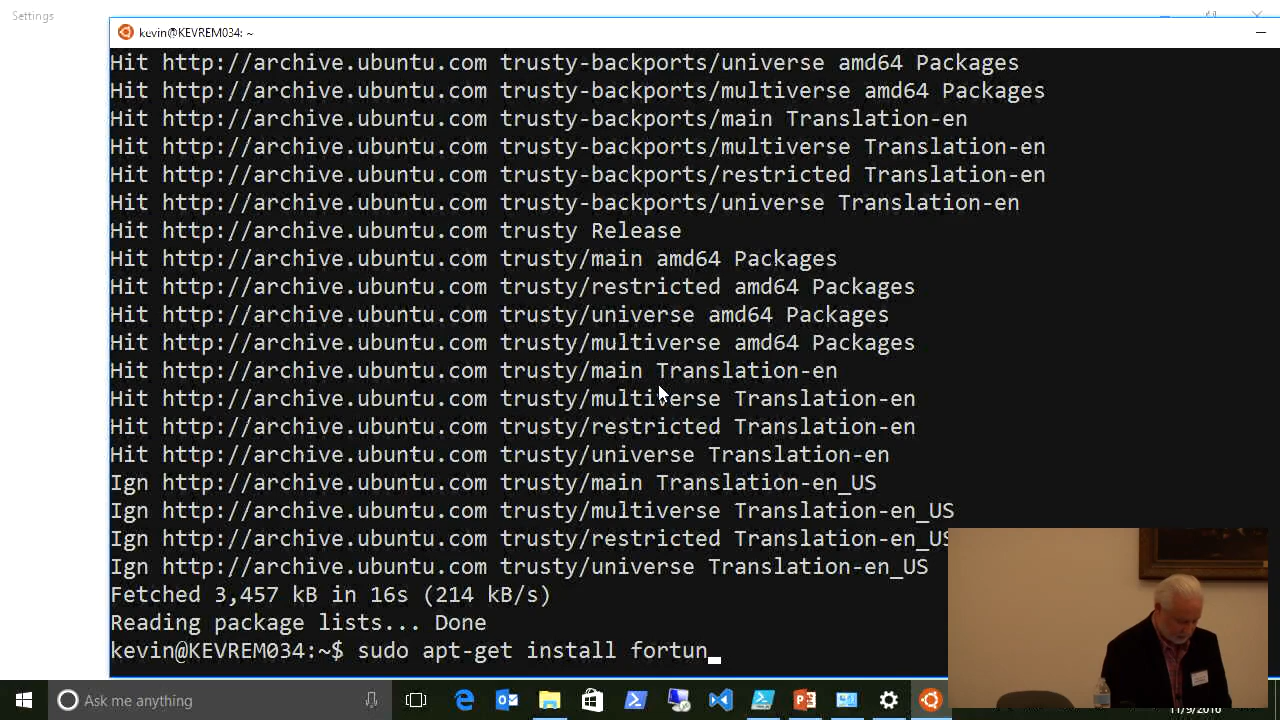 Settings
kevin@KEVREM034: ~
Hit http://archive.ubuntu.com trusty-backports/universe amd64 Packages
Hit http://archive.ubuntu.com trusty-backports/multiverse amd64 Packages
Hit http://archive.ubuntu.com trusty-backports/main Translation-en
Hit http://archive.ubuntu.com trusty-backports/multiverse Translation-en
Hit http://archive.ubuntu.com trusty-backports/restricted Translation-en
Hit http://archive.ubuntu.com trusty-backports/universe Translation-en
Hit http://archive.ubuntu.com trusty Release
Hit http://archive.ubuntu.com trusty/main amd64 Packages
Hit http://archive.ubuntu.com trusty/restricted amd64 Packages
Hit http://archive.ubuntu.com trusty/universe amd64 Packages
Hit http://archive.ubuntu.com trusty/multiverse amd64 Packages
Hit http://archive.ubuntu.com trusty/main Translation-en
Hit http://archive.ubuntu.com trusty/multiverse Translation-en
Hit http://archive.ubuntu.com trusty/restricted Translation-en
Hit http://archive.ubuntu.com trusty/universe Translation-en
Ign http://archive.ubuntu.com trusty/main Translation-en_US
Ign http://archive.ubuntu.com trusty/multiverse Translation-en_US
Ign http://archive.ubuntu.com trusty/restricted Translation-en_US
Ign http://archive.ubuntu.com trusty/universe Translation-en_US
Fetched 3,457 kB in 16s (214 kB/s)
Reading package lists... Done
kevin@KEVREM034:~$ sudo apt-get install fortun
Ask me anything
11/9/2016